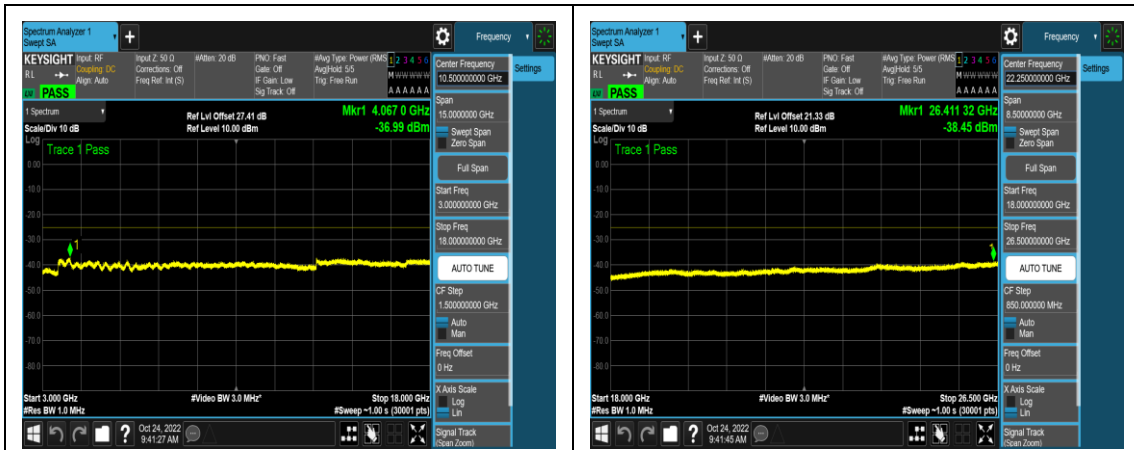 Spectrum Analyzer 1
Swept SA
+
Frequency
KEYSIGHT
RL
LNI
PASS
Input: RF
Coupling: DC
Align: Auto
Input Z: 50 Ω
Corrections: Off
Freq Ref: Int (S)
#Atten: 20 dB
PNO: Fast
Gate: Off
IF Gain: Low
Sig Track: Off
#Avg Type: Power (RMS
Avg|Hold: 5/5
Trig: Free Run
1 2 3 4 5 6
M W W W W W
A A A A A A
1 Spectrum
Scale/Div 10 dB
Log
Ref Lvl Offset 27.41 dB
Ref Level 10.00 dBm
Mkr1 4.067 0 GHz
-36.99 dBm
Trace 1 Pass
1
0.00
-10.0
-20.0
-30.0
-40.0
-50.0
-60.0
-70.0
-80.0
Start 3.000 GHz
#Res BW 1.0 MHz
#Video BW 3.0 MHz*
Stop 18.000 GHz
#Sweep ~1.00 s (30001 pts)
Center Frequency
10.500000000 GHz
Settings
Span
15.0000000 GHz
Swept Span
Zero Span
Full Span
Start Freq
3.000000000 GHz
Stop Freq
18.000000000 GHz
AUTO TUNE
CF Step
1.500000000 GHz
Auto
Man
Freq Offset
0 Hz
X Axis Scale
Log
Lin
Signal Track
(Span Zoom)
?
Oct 24, 2022
9:41:27 AM
Spectrum Analyzer 1
Swept SA
+
Frequency
KEYSIGHT
RL
PASS
Input: RF
Coupling: DC
Align: Auto
Input Z: 50 Ω
Corrections: Off
Freq Ref: Int (S)
#Atten: 20 dB
PNO: Fast
Gate: Off
IF Gain: Low
Sig Track: Off
#Avg Type: Power (RMS
Avg|Hold: 5/5
Trig: Free Run
1 2 3 4 5 6
M W W W W W
A A A A A A
1 Spectrum
Scale/Div 10 dB
Log
Ref Lvl Offset 21.33 dB
Ref Level 10.00 dBm
Mkr1 26.411 32 GHz
-38.45 dBm
Trace 1 Pass
1
0.00
-10.0
-20.0
-30.0
-40.0
-50.0
-60.0
-70.0
-80.0
Start 18.000 GHz
#Res BW 1.0 MHz
#Video BW 3.0 MHz*
Stop 26.500 GHz
#Sweep ~1.00 s (30001 pts)
Center Frequency
22.250000000 GHz
Settings
Span
8.50000000 GHz
Swept Span
Zero Span
Full Span
Start Freq
18.000000000 GHz
Stop Freq
26.500000000 GHz
AUTO TUNE
CF Step
850.000000 MHz
Auto
Man
Freq Offset
0 Hz
X Axis Scale
Log
Lin
Signal Track
(Span Zoom)
?
Oct 24, 2022
9:41:45 AM